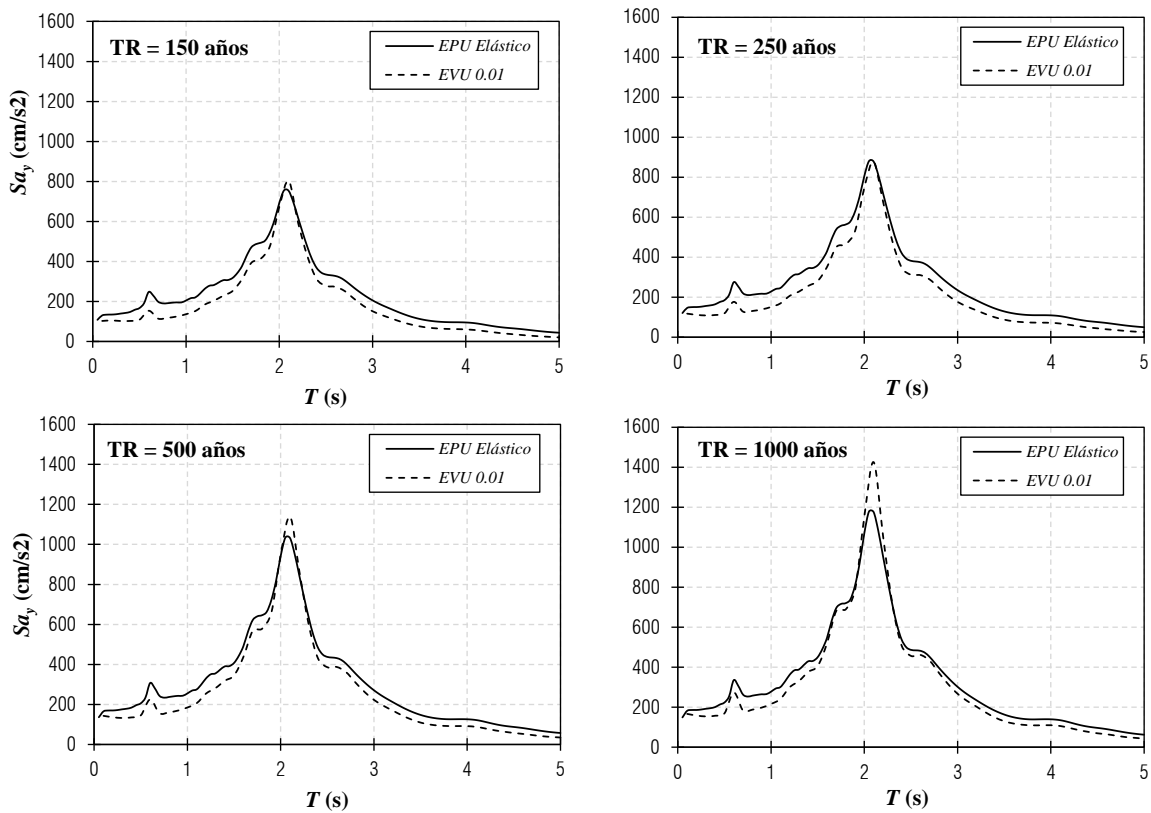 TR = 150 años
EPU Elástico
EVU 0.01
Say (cm/s2)
1600
1400
1200
1000
800
600
400
200
0
0 1 2 3 4 5
T (s)
TR = 250 años
EPU Elástico
EVU 0.01
1600
1400
1200
1000
800
600
400
200
0
0 1 2 3 4 5
T (s)
TR = 500 años
EPU Elástico
EVU 0.01
Say (cm/s2)
1600
1400
1200
1000
800
600
400
200
0
0 1 2 3 4 5
T (s)
TR = 1000 años
EPU Elástico
EVU 0.01
1600
1400
1200
1000
800
600
400
200
0
0 1 2 3 4 5
T (s)